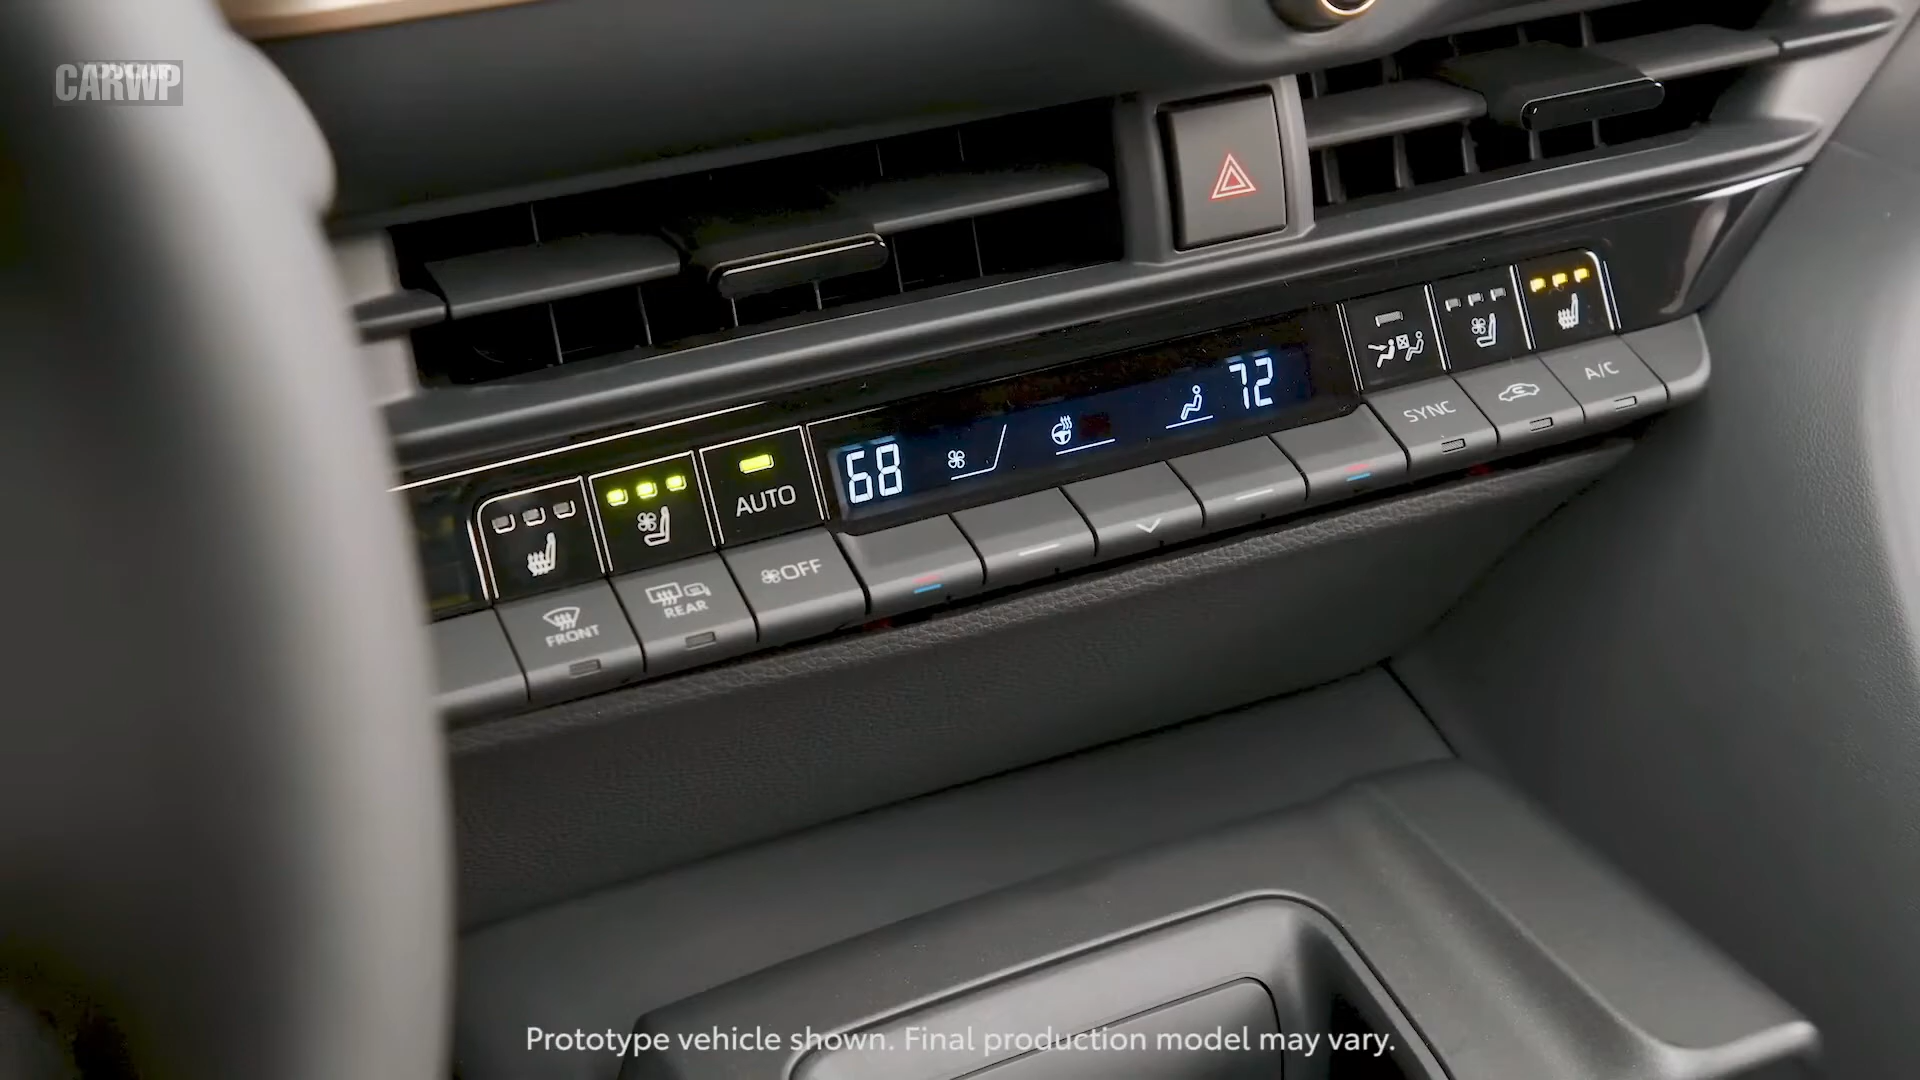 CARWP
72
A/C
SYNC
68
AUTO
OFF
REAR
FRONT
Prototype vehicle shown. Final production model may vary.